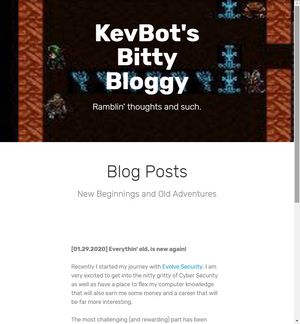 KevBot's
Bitty
Bloggy
Ramblin' thoughts and such.
Blog Posts
New Beginnings and Old Adventures
[01.29.2020] Everythin' old, is new again!
Recently I started my journey with Evolve Security. I am
very excited to get into the nitty gritty of Cyber Security
as well as have a place to flex my computer knowledge
that will also earn me some money and a career that will
be far more interesting.
The most challenging (and rewarding) part has been